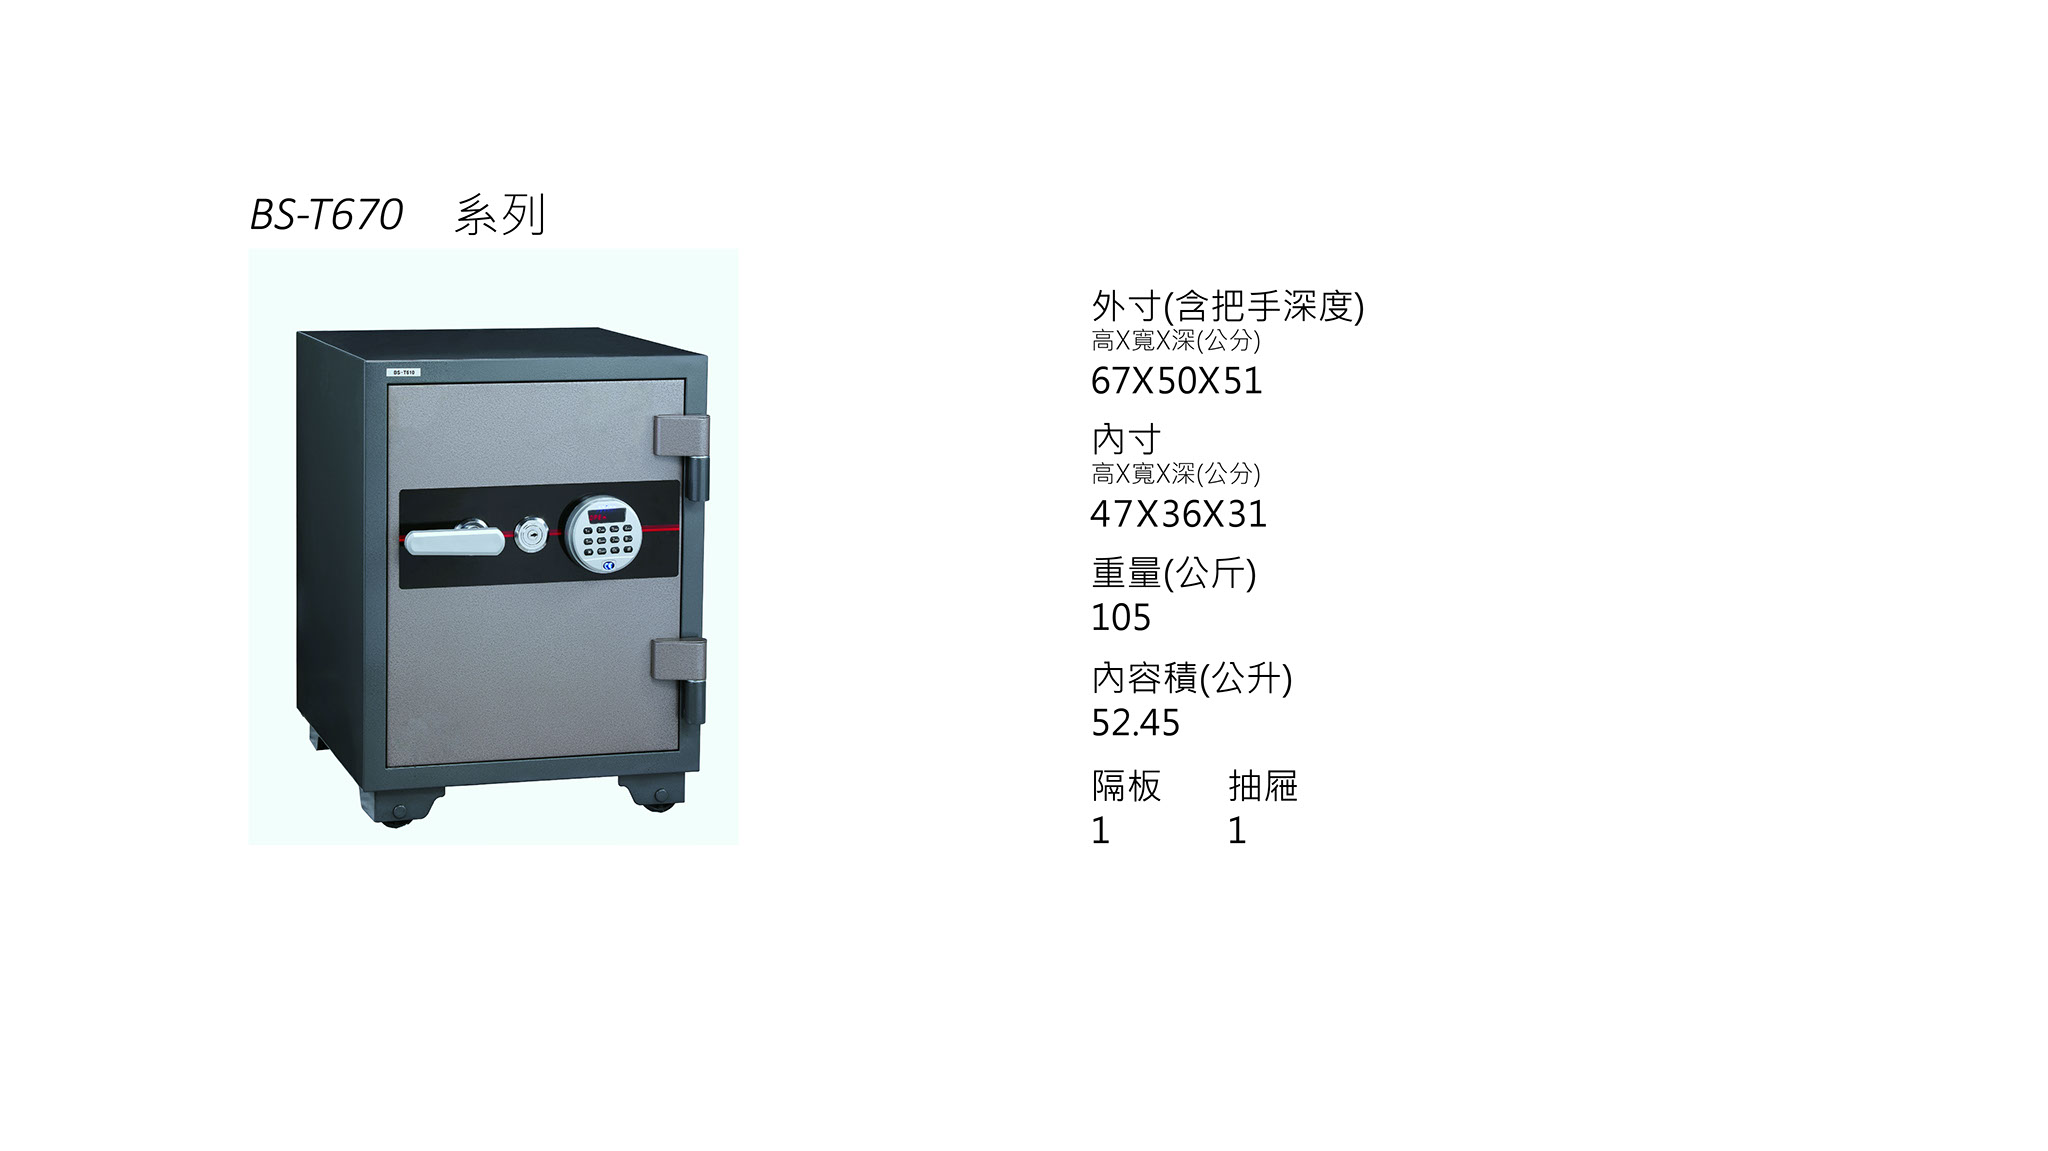 BS-T670 系列
BS-T610
外寸(含把手深度)
高X寬X深(公分)
67X50X51
內寸
高X寬X深(公分)
47X36X31
重量(公斤)
105
內容積(公升)
52.45
隔板 抽屜
1 1